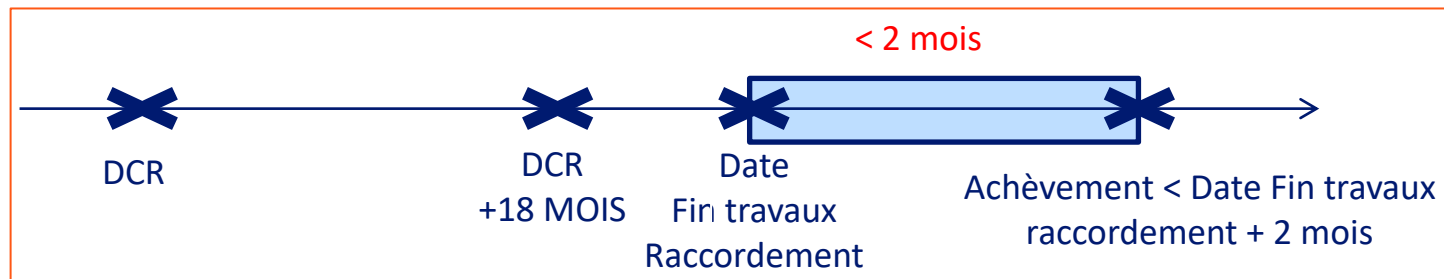 < 2 mois
DCR
DCR
+18 MOIS
Date
Fin travaux
Raccordement
Achèvement < Date Fin travaux
raccordement + 2 mois